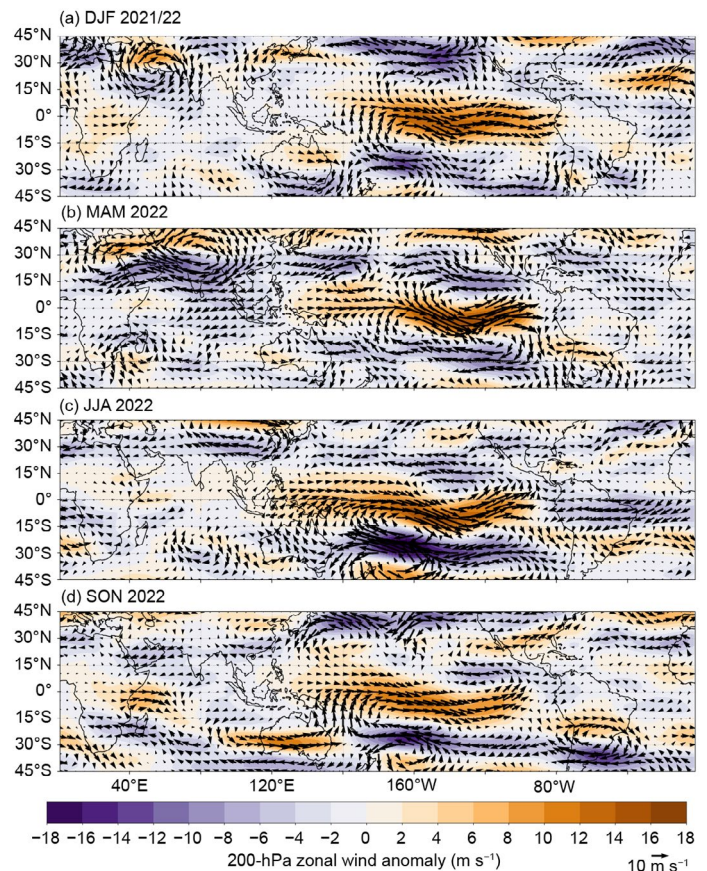 (a) DJF 2021/22
45°N
30°N
15°N
0°
15°S
30°S
45°S
(b) MAM 2022
45°N
30°N
15°N
0°
15°S
30°S
45°S
(c) JJA 2022
45°N
30°N
15°N
0°
15°S
30°S
45°S
(d) SON 2022
45°N
30°N
15°N
0°
15°S
30°S
45°S
40°E 120°E 160°W 80°W
−18 −16 −14 −12 −10 −8 −6 −4 −2 0 2 4 6 8 10 12 14 16 18
200-hPa zonal wind anomaly (m s⁻¹)
10 m s⁻¹